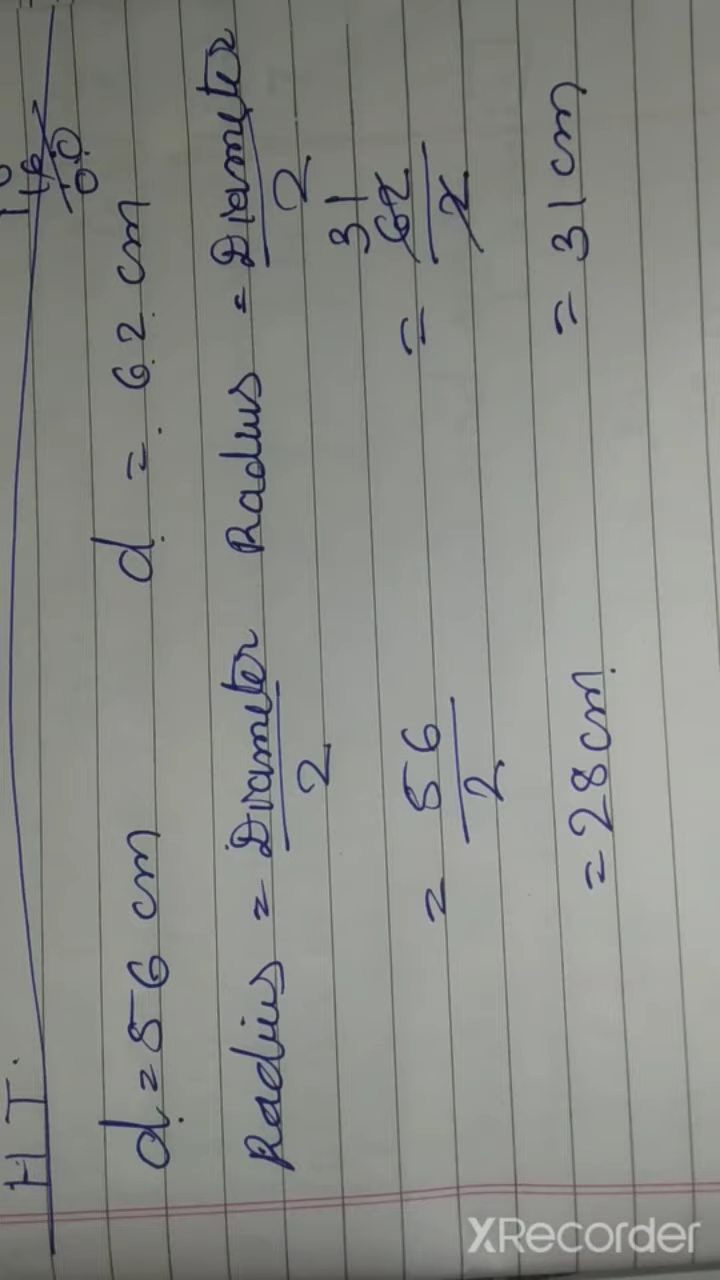 H.T.
d = 56 cm d = 62 cm
Radius = Diameter/2 Radius = Diameter/2
= 56/2 = 62/2 31
= 28 cm = 31 cm
XRecorder